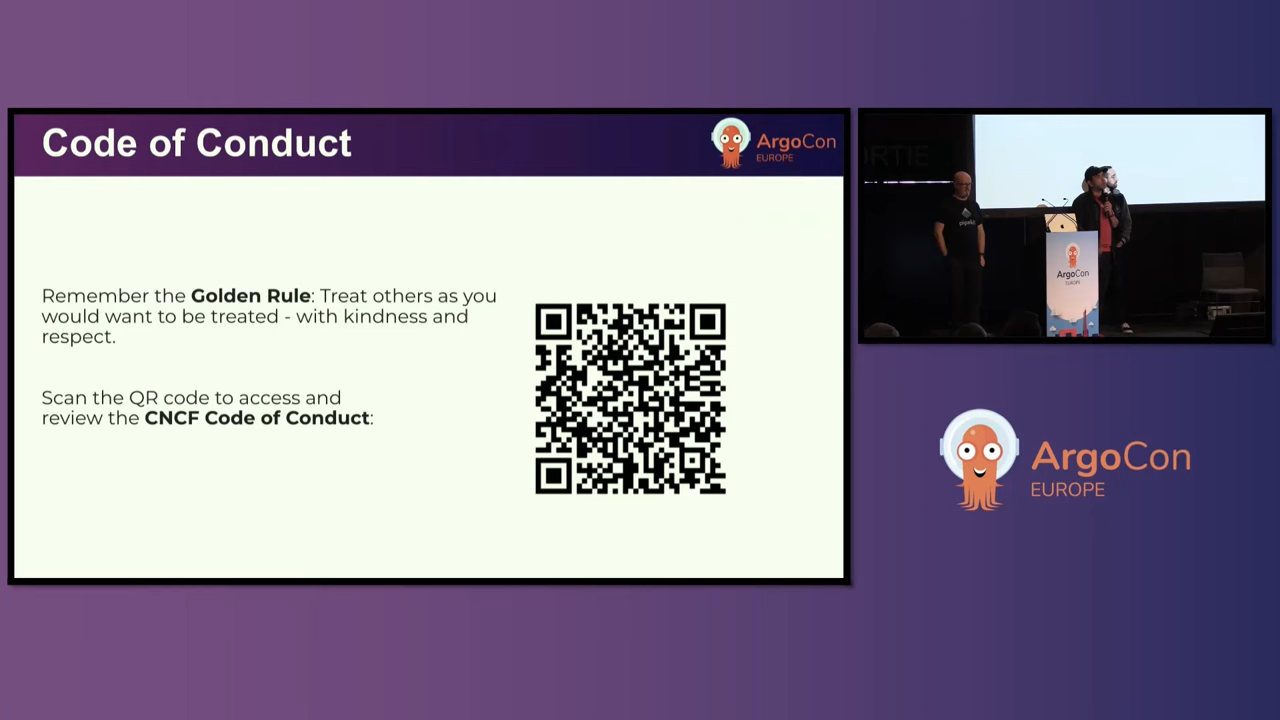 Code of Conduct
ArgoCon
EUROPE
Remember the Golden Rule: Treat others as you
would want to be treated - with kindness and
respect.
Scan the QR code to access and
review the CNCF Code of Conduct:
ArgoCon
EUROPE
ArgoCon
EUROPE